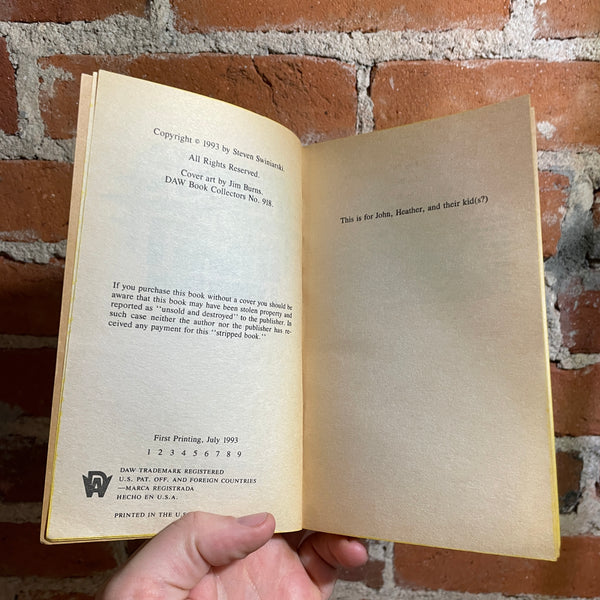 Copyright © 1993 by Steven Swiniarski.
All Rights Reserved.
Cover art by Jim Burns.
DAW Book Collectors No. 918.
If you purchase this book without a cover you should be
aware that this book may have been stolen property and
reported as "unsold and destroyed" to the publisher. In
such case neither the author nor the publisher has re-
ceived any payment for this "stripped book."
First Printing, July 1993
1 2 3 4 5 6 7 8 9
DAW TRADEMARK REGISTERED
U.S. PAT. OFF. AND FOREIGN COUNTRIES
—MARCA REGISTRADA
HECHO EN U.S.A.
PRINTED IN THE U.S.
This is for John, Heather, and their kid(s?)